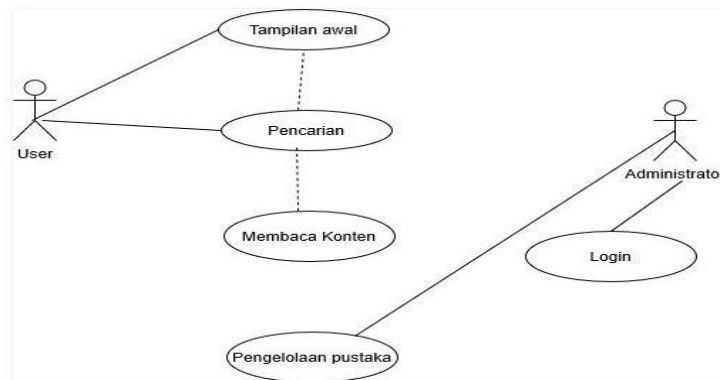 Tampilan awal
Pencarian
User
Administrato
Membaca Konten
Login
Pengelolaan pustaka